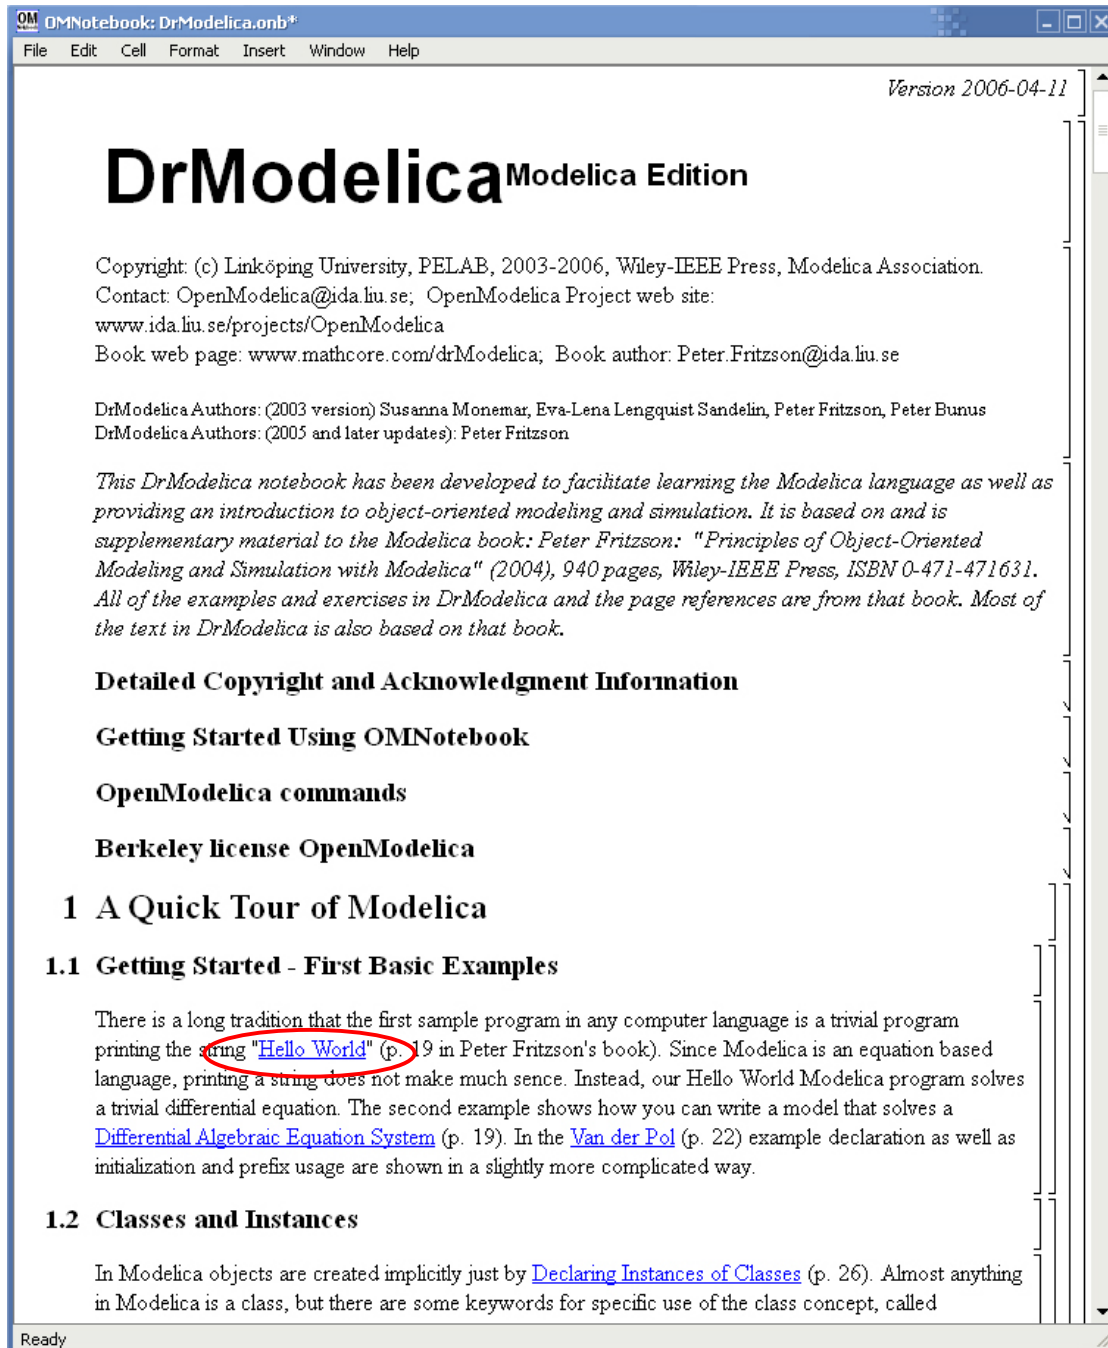 OMNotebook: DrModelica.onb*
File Edit Cell Format Insert Window Help
Version 2006-04-11
DrModelica Modelica Edition
Copyright: (c) Linköping University, PELAB, 2003-2006, Wiley-IEEE Press, Modelica Association.
Contact: OpenModelica@ida.liu.se; OpenModelica Project web site:
www.ida.liu.se/projects/OpenModelica
Book web page: www.mathcore.com/drModelica; Book author: Peter.Fritzson@ida.liu.se
DrModelica Authors: (2003 version) Susanna Monemar, Eva-Lena Lengquist Sandelin, Peter Fritzson, Peter Bunus
DrModelica Authors: (2005 and later updates): Peter Fritzson
This DrModelica notebook has been developed to facilitate learning the Modelica language as well as
providing an introduction to object-oriented modeling and simulation. It is based on and is
supplementary material to the Modelica book: Peter Fritzson: "Principles of Object-Oriented
Modeling and Simulation with Modelica" (2004), 940 pages, Wiley-IEEE Press, ISBN 0-471-471631.
All of the examples and exercises in DrModelica and the page references are from that book. Most of
the text in DrModelica is also based on that book.
Detailed Copyright and Acknowledgment Information
Getting Started Using OMNotebook
OpenModelica commands
Berkeley license OpenModelica
1 A Quick Tour of Modelica
1.1 Getting Started - First Basic Examples
There is a long tradition that the first sample program in any computer language is a trivial program
printing the string "Hello World" (p. 19 in Peter Fritzson's book). Since Modelica is an equation based
language, printing a string does not make much sence. Instead, our Hello World Modelica program solves
a trivial differential equation. The second example shows how you can write a model that solves a
Differential Algebraic Equation System (p. 19). In the Van der Pol (p. 22) example declaration as well as
initialization and prefix usage are shown in a slightly more complicated way.
1.2 Classes and Instances
In Modelica objects are created implicitly just by Declaring Instances of Classes (p. 26). Almost anything
in Modelica is a class, but there are some keywords for specific use of the class concept, called
Ready